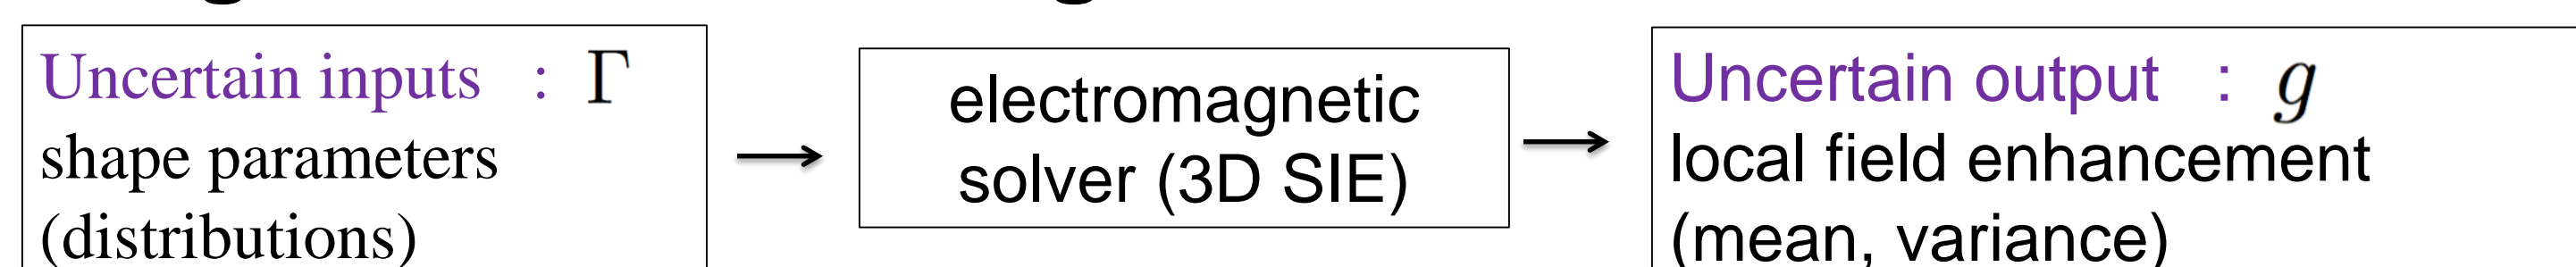 Uncertain inputs : Γ
shape parameters
(distributions)
electromagnetic
solver (3D SIE)
Uncertain output : g
local field enhancement
(mean, variance)